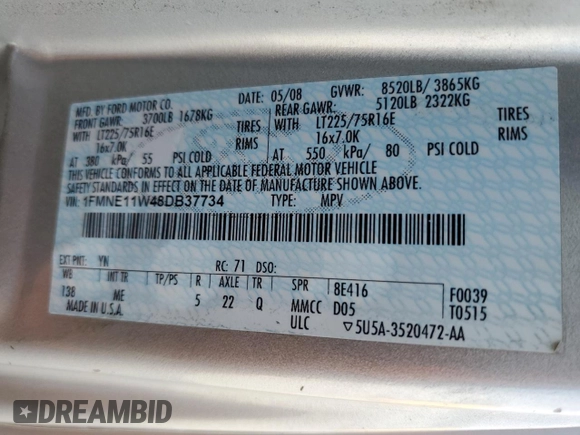 MFD. BY FORD MOTOR CO.
DATE: 05/08 GVWR: 8520LB/ 3865KG
FRONT GAWR: 3700LB 1678KG
REAR GAWR: 5120LB 2322KG
WITH LT225/75R16E TIRES
WITH LT225/75R16E TIRES
16x7.0K RIMS
16x7.0K RIMS
AT 380 kPa/ 55 PSI COLD
AT 550 kPa/ 80 PSI COLD
THIS VEHICLE CONFORMS TO ALL APPLICABLE FEDERAL MOTOR VEHICLE
SAFETY STANDARDS IN EFFECT ON THE DATE OF MANUFACTURE SHOWN ABOVE.
VIN: 1FMNE11W48DB37734 TYPE: MPV
EXT PNT: YN RC: 71 DSO:
WB INT TR TP/PS R AXLE TR SPR 8E416 F0039
138 ME 5 22 Q MMCC D05 T0515
MADE IN U.S.A. ULC ▽5U5A-3520472-AA
DREAMBID